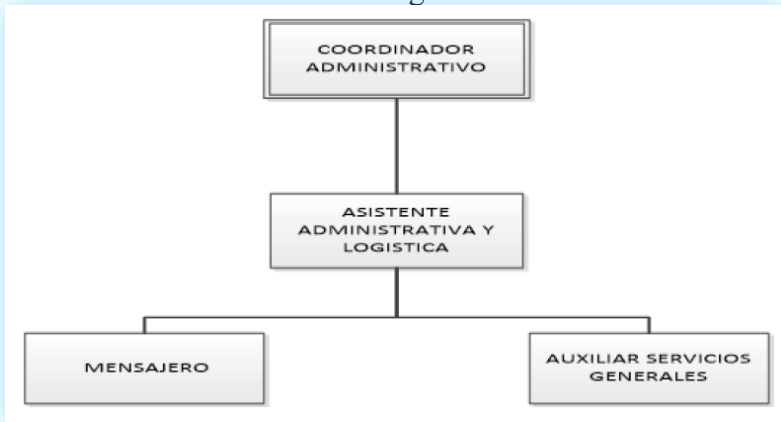 COORDINADOR
ADMINISTRATIVO
ASISTENTE
ADMINISTRATIVA Y
LOGISTICA
MENSAJERO
AUXILIAR SERVICIOS
GENERALES